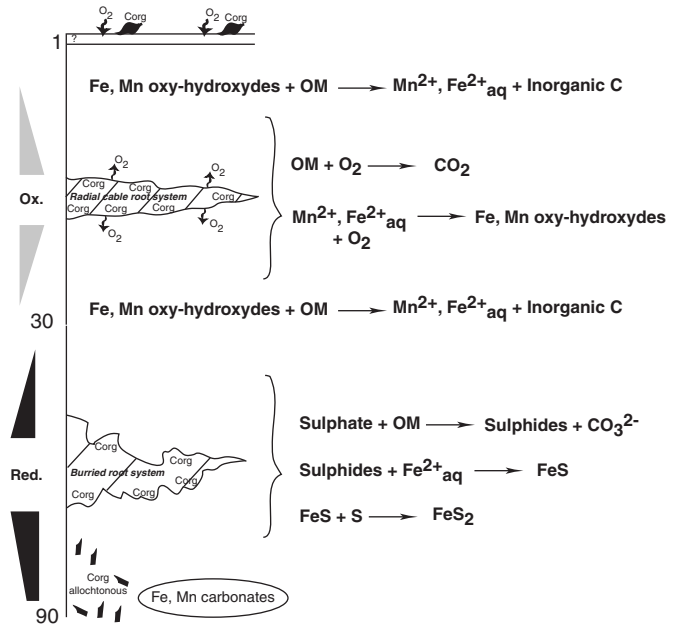 O2 Corg O2 Corg
1 ?
Fe, Mn oxy-hydroxydes + OM → Mn2+, Fe2+aq + Inorganic C
O2 O2
OM + O2 → CO2
Corg Corg
Ox. Radial cable root system Corg
Corg Corg Corg
Mn2+, Fe2+aq → Fe, Mn oxy-hydroxydes
+ O2
O2 O2
Fe, Mn oxy-hydroxydes + OM → Mn2+, Fe2+aq + Inorganic C
30
Sulphate + OM → Sulphides + CO32-
Corg
Corg
Red. Burried root system
Sulphides + Fe2+aq → FeS
Corg
Corg Corg
FeS + S → FeS2
Corg
allochtonous
Fe, Mn carbonates
90